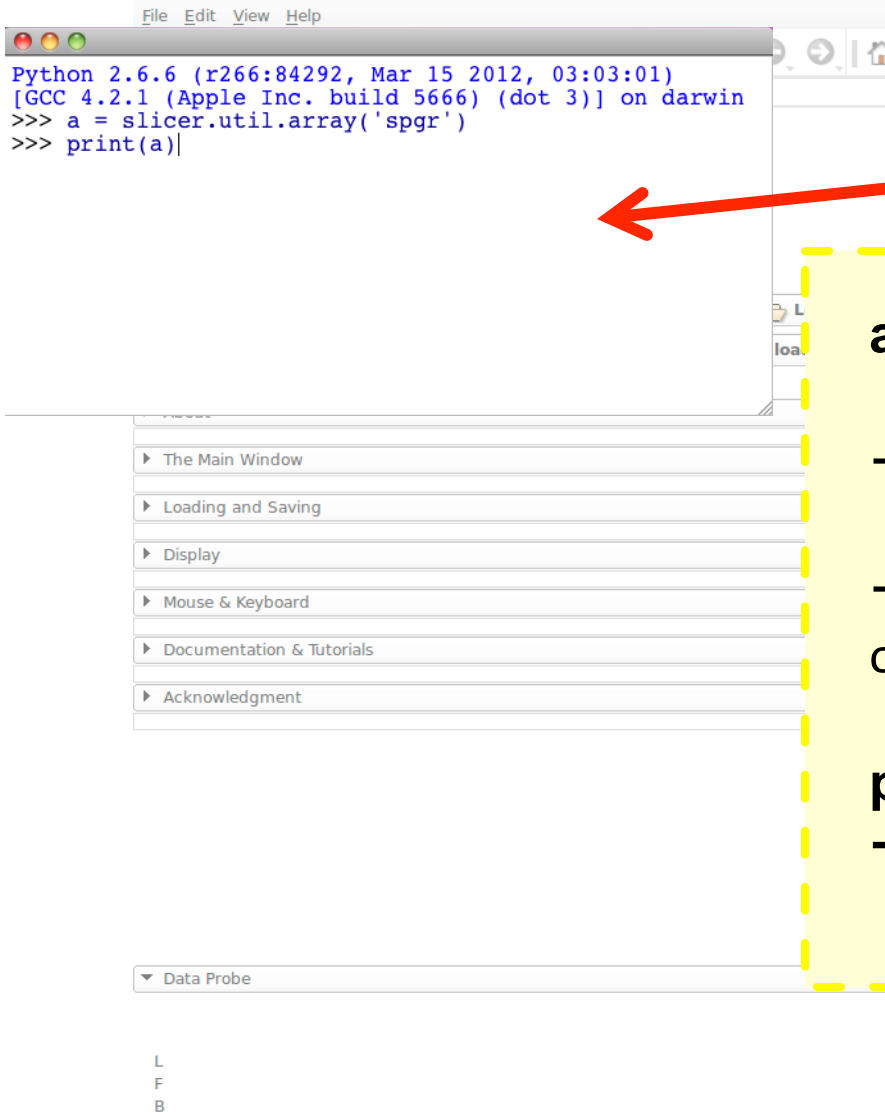 File Edit View Help
Python 2.6.6 (r266:84292, Mar 15 2012, 03:03:01)
[GCC 4.2.1 (Apple Inc. build 5666) (dot 3)] on darwin
>>> a = slicer.util.array('spgr')
>>> print(a)
The Main Window
Loading and Saving
Display
Mouse & Keyboard
Documentation & Tutorials
Acknowledgment
Data Probe
L
F
B